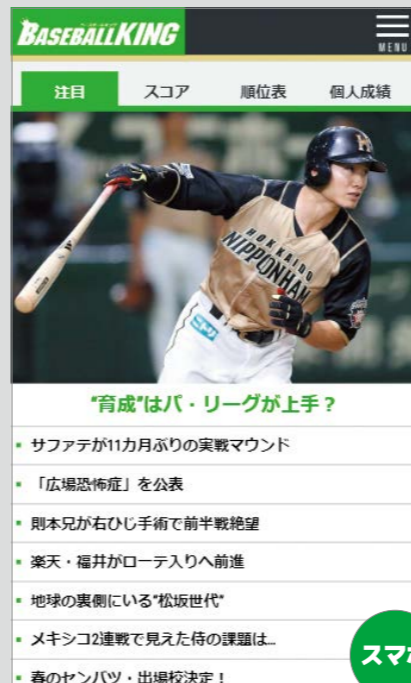 BASEBALLKING
MENU
注目 スコア 順位表 個人成績
HOKKAIDO
NIPPONHAM
ニトリ
"育成"はパ・リーグが上手？
サファテが11カ月ぶりの実戦マウンド
「広場恐怖症」を公表
則本兄が右ひじ手術で前半戦絶望
楽天・福井がローテ入りへ前進
地球の裏側にいる"松坂世代"
メキシコ2連戦で見えた侍の課題は...
春のセンバツ・出場校決定！
スマホ